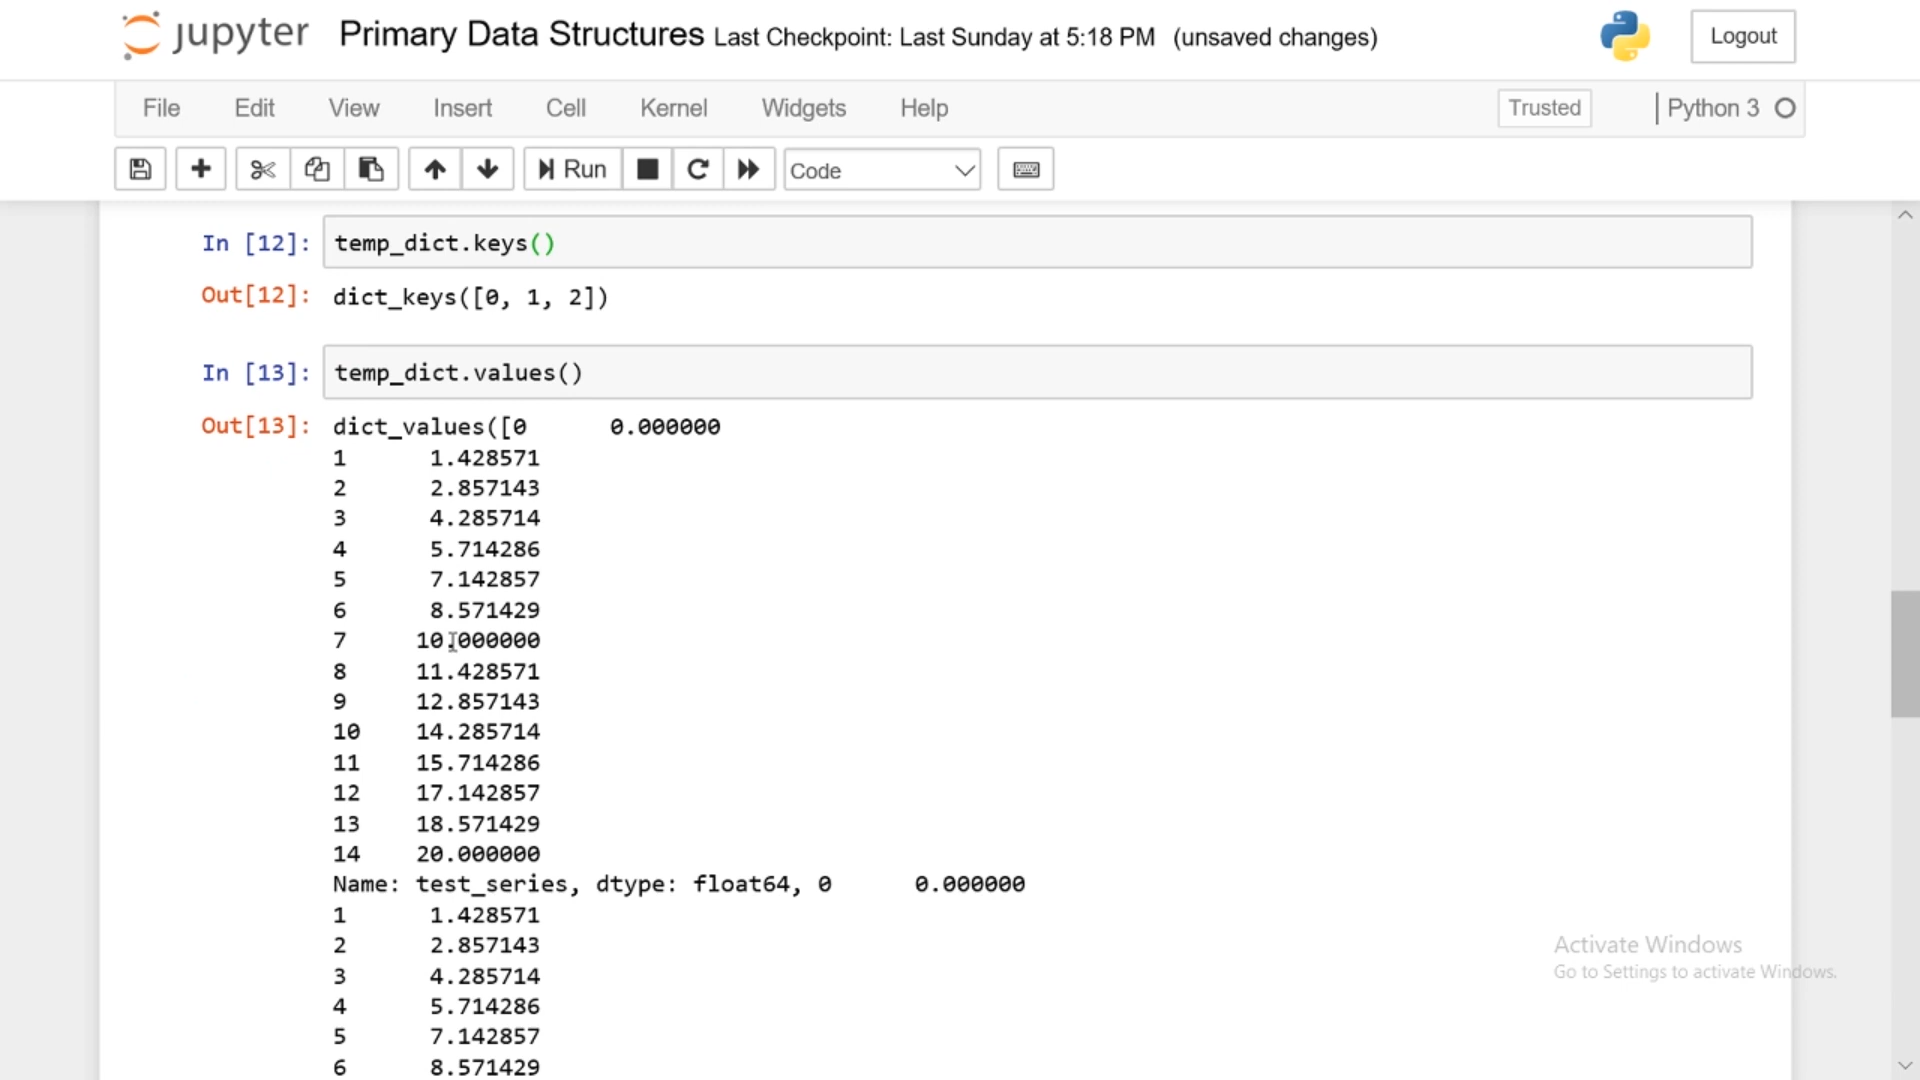 jupyter Primary Data Structures Last Checkpoint: Last Sunday at 5:18 PM (unsaved changes) Logout
File Edit View Insert Cell Kernel Widgets Help Trusted Python 3
Run Code
In [12]: temp_dict.keys()
Out[12]: dict_keys([0, 1, 2])
In [13]: temp_dict.values()
Out[13]: dict_values([0 0.000000
1 1.428571
2 2.857143
3 4.285714
4 5.714286
5 7.142857
6 8.571429
7 10.000000
8 11.428571
9 12.857143
10 14.285714
11 15.714286
12 17.142857
13 18.571429
14 20.000000
Name: test_series, dtype: float64, 0 0.000000
1 1.428571
2 2.857143
3 4.285714
4 5.714286
5 7.142857
6 8.571429
Activate Windows
Go to Settings to activate Windows.